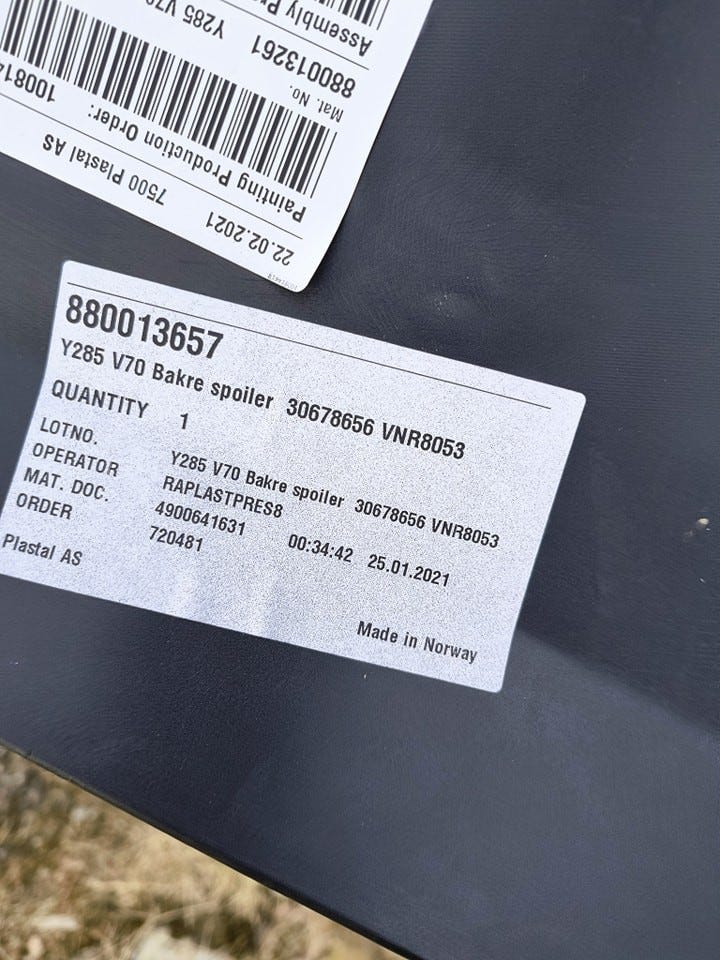 22.02.2021
7500 Plastal AS
Painting Production Order:
Mat. No.
880013261 Y285
Assembly
880013657
Y285 V70 Bakre spoiler 30678656 VNR8053
QUANTITY 1
LOTNO. Y285 V70 Bakre spoiler 30678656 VNR8053
OPERATOR RAPLASTPRES8
MAT. DOC. 4900641631 00:34:42 25.01.2021
ORDER 720481
Plastal AS
Made in Norway